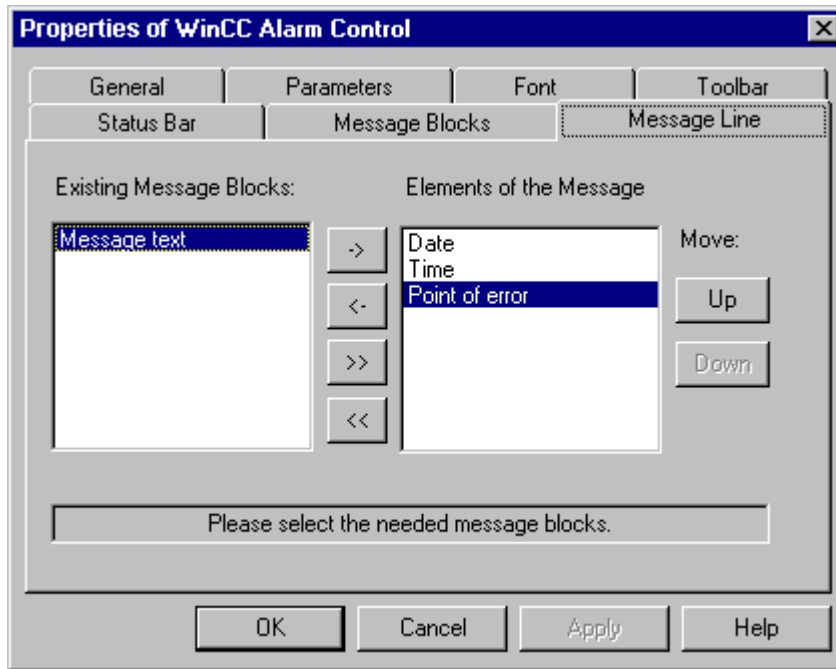 Properties of WinCC Alarm Control
General Parameters Font Toolbar
Status Bar Message Blocks Message Line
Existing Message Blocks: Elements of the Message
Message text
->
<-
>>
<<
Date
Time
Point of error
Move:
Up
Down
Please select the needed message blocks.
OK Cancel Apply Help